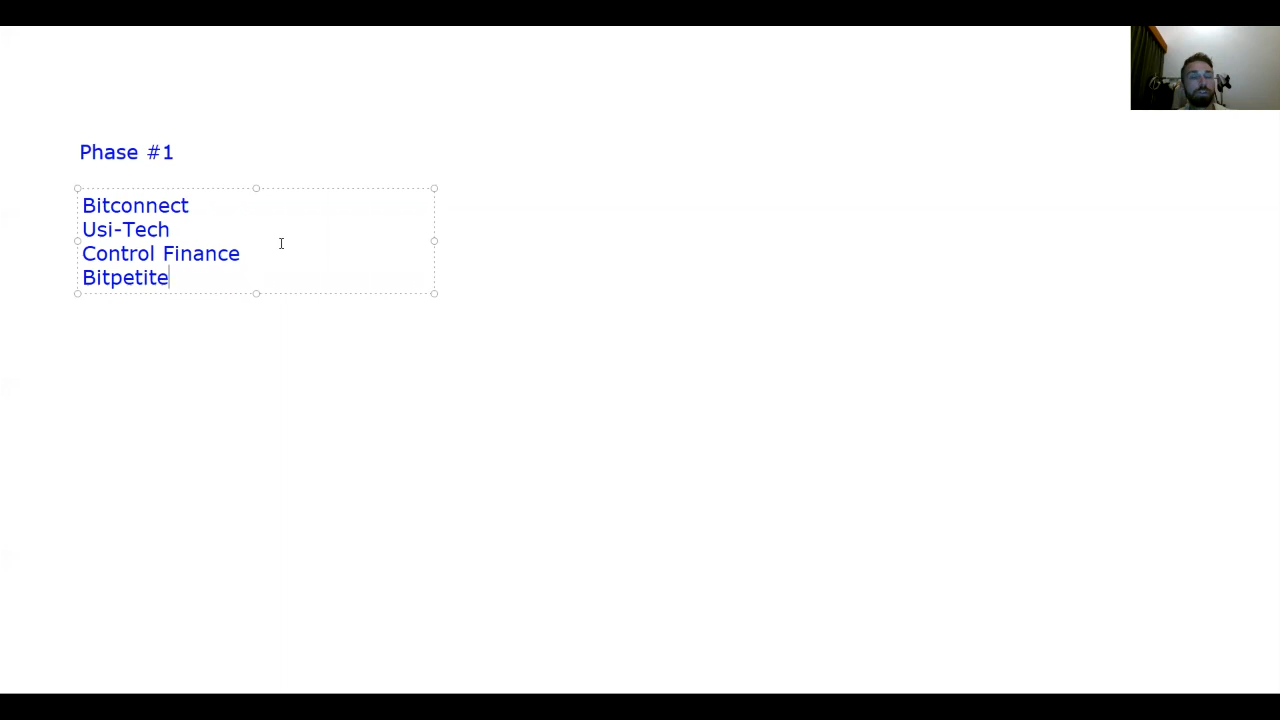 Phase #1
Bitconnect
Usi-Tech
Control Finance
Bitpetite